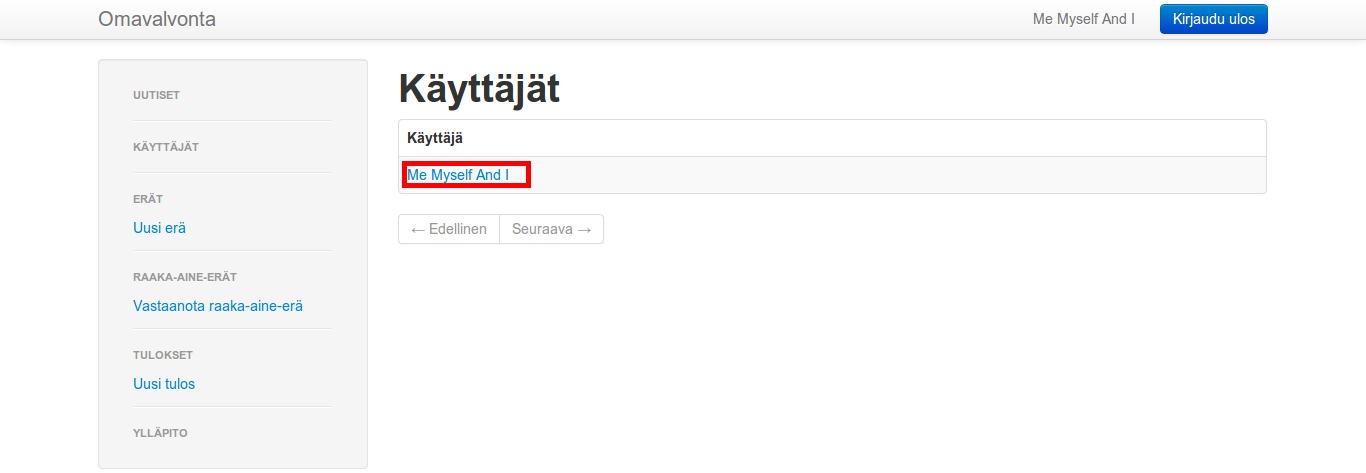 Omavalvonta
Me Myself And I
Kirjaudu ulos
UUTISET
KÄYTTÄJÄT
ERÄT
Uusi erä
RAAKA-AINE-ERÄT
Vastaanota raaka-aine-erä
TULOKSET
Uusi tulos
YLLÄPITO
Käyttäjät
Käyttäjä
Me Myself And I
← Edellinen
Seuraava →